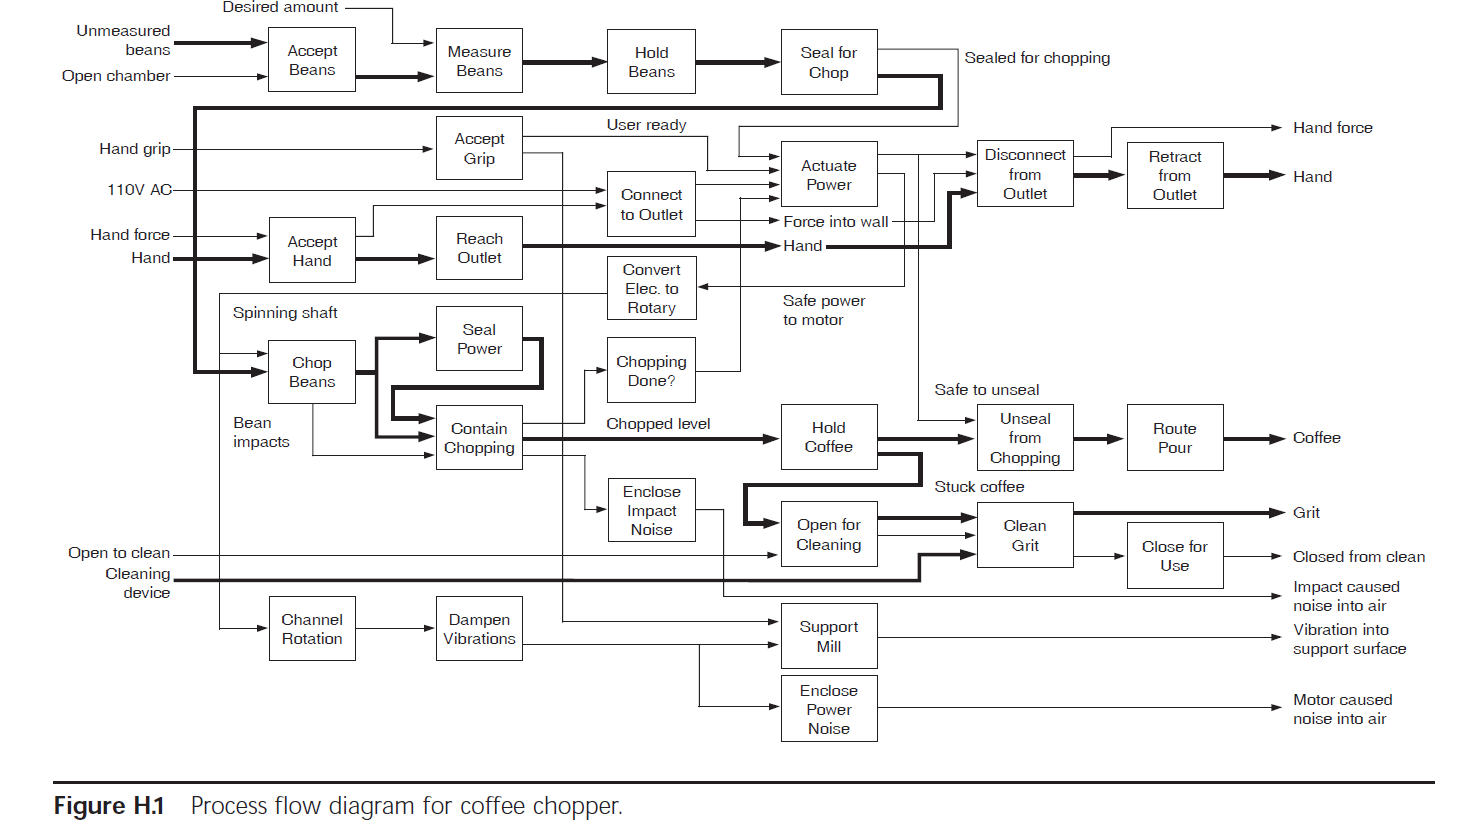 Desired amount
Unmeasured
beans
Open chamber
Accept
Beans
Measure
Beans
Hold
Beans
Seal for
Chop
Sealed for chopping
Hand grip
Accept
Grip
User ready
110V AC
Connect
to Outlet
Actuate
Power
Disconnect
from
Outlet
Retract
from
Outlet
Hand force
Hand
Hand force
Hand
Accept
Hand
Reach
Outlet
Force into wall
Hand
Convert
Elec. to
Rotary
Safe power
to motor
Spinning shaft
Seal
Power
Chop
Beans
Chopping
Done?
Bean
impacts
Contain
Chopping
Chopped level
Hold
Coffee
Safe to unseal
Unseal
from
Chopping
Route
Pour
Coffee
Stuck coffee
Enclose
Impact
Noise
Open for
Cleaning
Clean
Grit
Grit
Close for
Use
Closed from clean
Open to clean
Cleaning
device
Impact caused
noise into air
Channel
Rotation
Dampen
Vibrations
Support
Mill
Vibration into
support surface
Enclose
Power
Noise
Motor caused
noise into air
Figure H.1 Process flow diagram for coffee chopper.